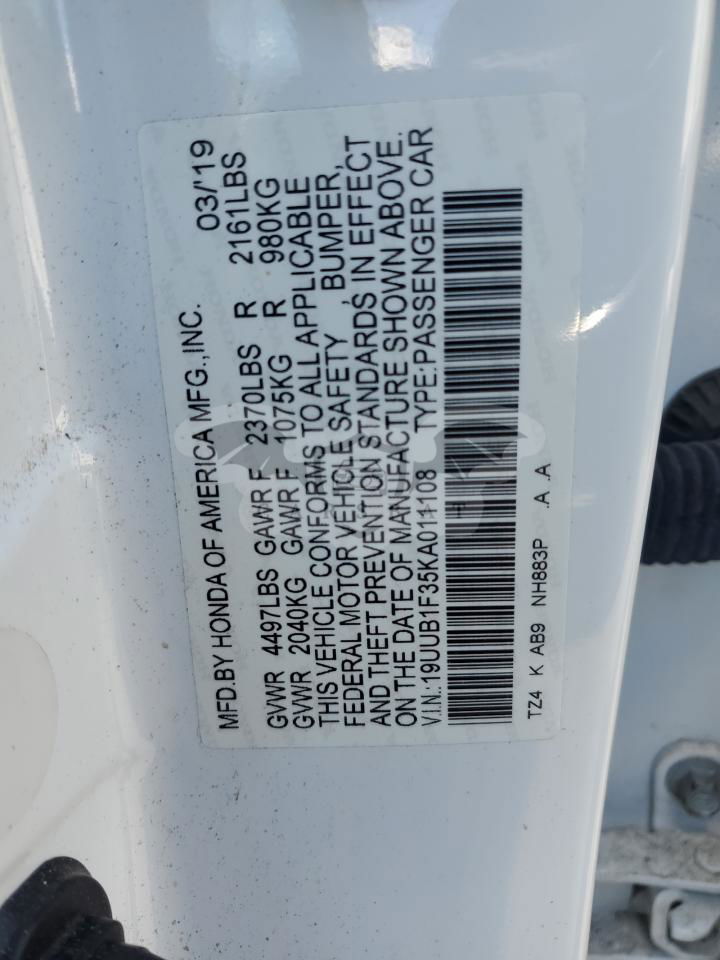 MFD.BY HONDA OF AMERICA MFG.,INC. 03/'19
GVWR 4497LBS GAWR F 2370LBS R 2161LBS
GVWR 2040KG GAWR F 1075KG R 980KG
THIS VEHICLE CONFORMS TO ALL APPLICABLE
FEDERAL MOTOR VEHICLE SAFETY, BUMPER,
AND THEFT PREVENTION STANDARDS IN EFFECT
ON THE DATE OF MANUFACTURE SHOWN ABOVE.
V.I.N.: 19UUB1F35KA011108 TYPE:PASSENGER CAR
TZ4 K AB9 NH883P .A .A